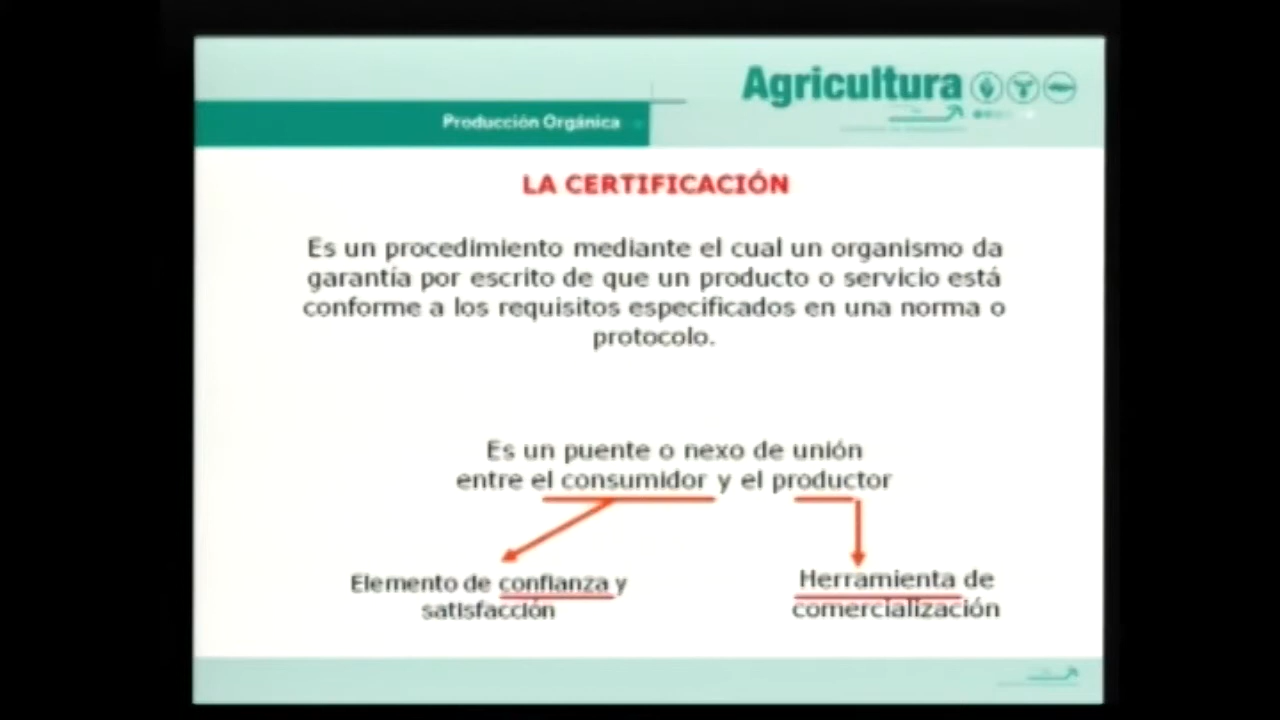 Agricultura
Producción Orgánica
LA CERTIFICACIÓN
Es un procedimiento mediante el cual un organismo da
garantía por escrito de que un producto o servicio está
conforme a los requisitos especificados en una norma o
protocolo.
Es un puente o nexo de unión
entre el consumidor y el productor
Elemento de confianza y
satisfacción
Herramienta de
comercialización